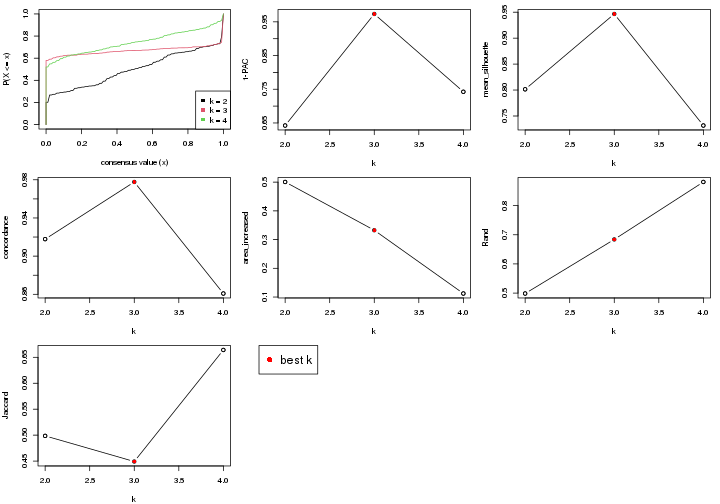 P(X <= x)
0.0 0.2 0.4 0.6 0.8 1.0
k = 2
k = 3
k = 4
0.0 0.2 0.4 0.6 0.8 1.0
consensus value (x)
1-PAC
0.65 0.75 0.85 0.95
2.0 2.5 3.0 3.5 4.0
k
mean_silhouette
0.75 0.80 0.85 0.90 0.95
2.0 2.5 3.0 3.5 4.0
k
concordance
0.86 0.90 0.94 0.98
2.0 2.5 3.0 3.5 4.0
k
area_increased
0.1 0.2 0.3 0.4 0.5
2.0 2.5 3.0 3.5 4.0
k
Rand
0.5 0.6 0.7 0.8
2.0 2.5 3.0 3.5 4.0
k
Jaccard
0.45 0.50 0.55 0.60 0.65
2.0 2.5 3.0 3.5 4.0
k
best k